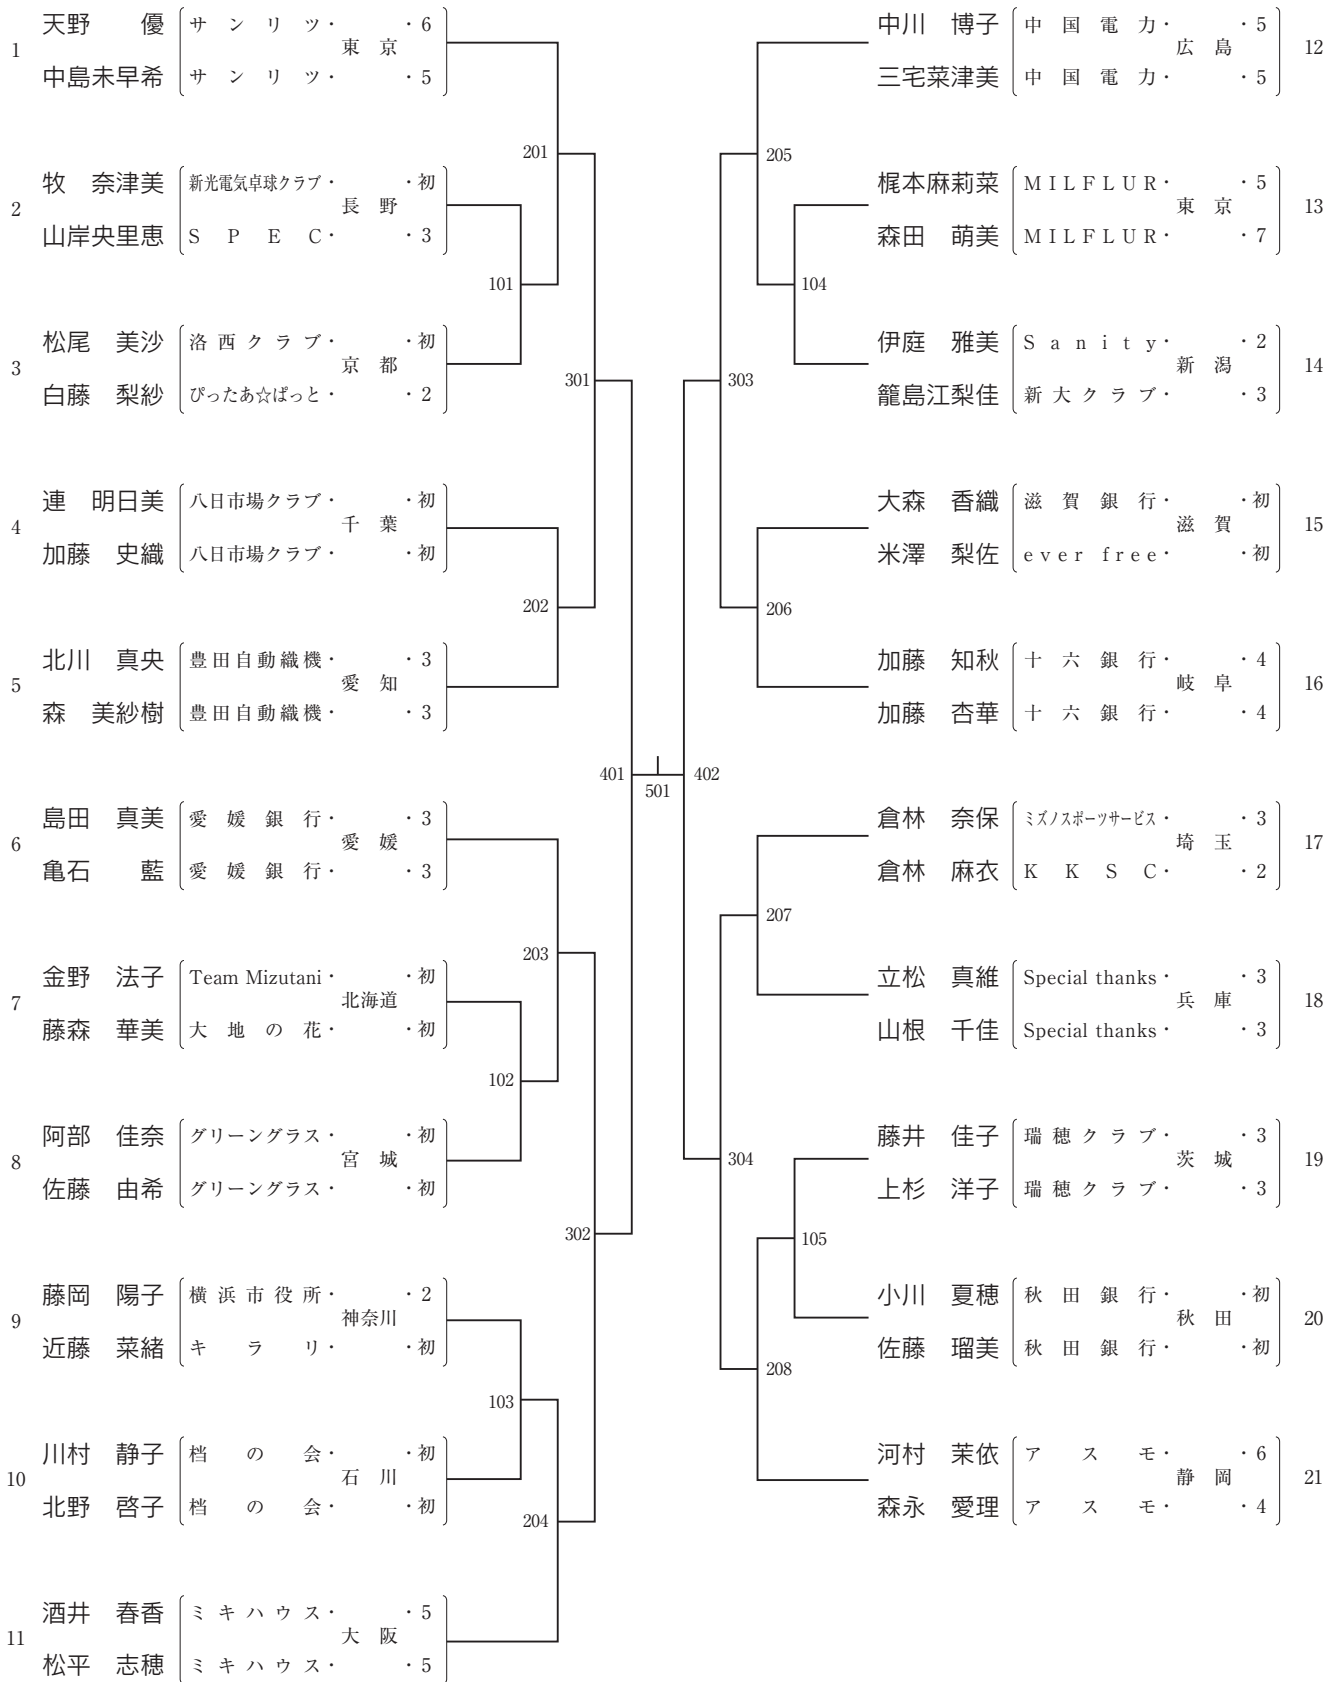 1 天野　優 サンリツ・東京・6
中島未早希 サンリツ・・5
2 牧　奈津美 新光電気卓球クラブ・長野・初
山岸央里恵 SPEC・・3
3 松尾　美沙 洛西クラブ・京都・初
白藤　梨紗 ぴったあ☆ぱっと・・2
4 連　明日美 八日市場クラブ・千葉・初
加藤　史織 八日市場クラブ・・初
5 北川　真央 豊田自動織機・愛知・3
森　美紗樹 豊田自動織機・・3
6 島田　真美 愛媛銀行・愛媛・3
亀石　藍 愛媛銀行・・3
7 金野　法子 Team Mizutani・北海道・初
藤森　華美 大地の花・・初
8 阿部　佳奈 グリーングラス・宮城・初
佐藤　由希 グリーングラス・・初
9 藤岡　陽子 横浜市役所・神奈川・2
近藤　菜緒 キラリ・・初
10 川村　静子 档の会・石川・初
北野　啓子 档の会・・初
11 酒井　春香 ミキハウス・大阪・5
松平　志穂 ミキハウス・・5
101
102
103
201
202
203
204
301
302
401
501
402
303
304
205
206
207
208
104
105
中川　博子 中国電力・広島・5 12
三宅菜津美 中国電力・・5
梶本麻莉菜 MILFLUR・東京・5 13
森田　萌美 MILFLUR・・7
伊庭　雅美 Sanity・新潟・2 14
籠島江梨佳 新大クラブ・・3
大森　香織 滋賀銀行・滋賀・初 15
米澤　梨佐 ever free・・初
加藤　知秋 十六銀行・岐阜・4 16
加藤　杏華 十六銀行・・4
倉林　奈保 ミズノスポーツサービス・埼玉・3 17
倉林　麻衣 KKSC・・2
立松　真維 Special thanks・兵庫・3 18
山根　千佳 Special thanks・・3
藤井　佳子 瑞穂クラブ・茨城・3 19
上杉　洋子 瑞穂クラブ・・3
小川　夏穂 秋田銀行・秋田・初 20
佐藤　瑠美 秋田銀行・・初
河村　茉依 アスモ・静岡・6 21
森永　愛理 アスモ・・4